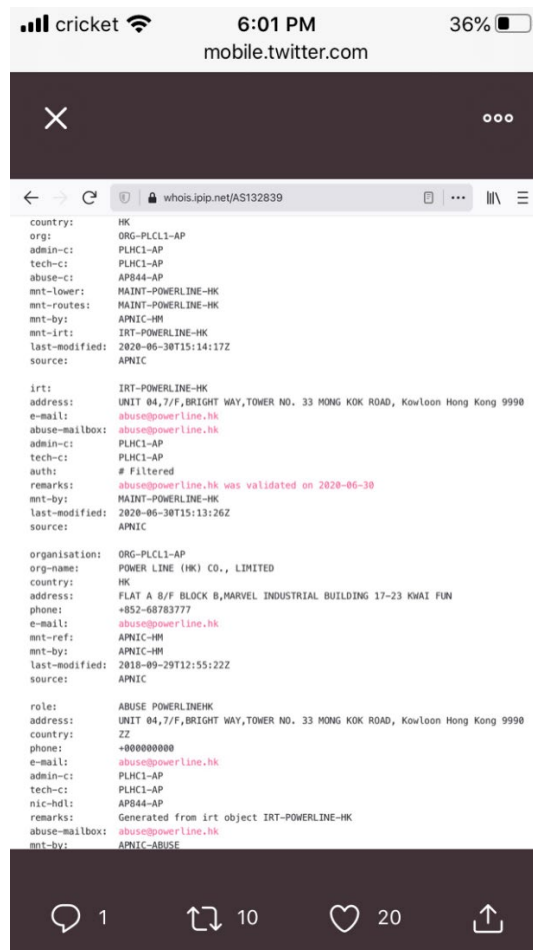 cricket 6:01 PM 36%
mobile.twitter.com
whois.ipip.net/AS132839
country: HK
org: ORG-PLCL1-AP
admin-c: PLHC1-AP
tech-c: PLHC1-AP
abuse-c: AP844-AP
mnt-lower: MAINT-POWERLINE-HK
mnt-routes: MAINT-POWERLINE-HK
mnt-by: APNIC-HM
mnt-irt: IRT-POWERLINE-HK
last-modified: 2020-06-30T15:14:17Z
source: APNIC
irt: IRT-POWERLINE-HK
address: UNIT 04,7/F,BRIGHT WAY,TOWER NO. 33 MONG KOK ROAD, Kowloon Hong Kong 9990
e-mail: abuse@powerline.hk
abuse-mailbox: abuse@powerline.hk
admin-c: PLHC1-AP
tech-c: PLHC1-AP
auth: # Filtered
remarks: abuse@powerline.hk was validated on 2020-06-30
mnt-by: MAINT-POWERLINE-HK
last-modified: 2020-06-30T15:13:26Z
source: APNIC
organisation: ORG-PLCL1-AP
org-name: POWER LINE (HK) CO., LIMITED
country: HK
address: FLAT A 8/F BLOCK B,MARVEL INDUSTRIAL BUILDING 17-23 KWAI FUN
phone: +852-68783777
e-mail: abuse@powerline.hk
mnt-ref: APNIC-HM
mnt-by: APNIC-HM
last-modified: 2018-09-29T12:55:22Z
source: APNIC
role: ABUSE POWERLINEHK
address: UNIT 04,7/F,BRIGHT WAY,TOWER NO. 33 MONG KOK ROAD, Kowloon Hong Kong 9990
country: ZZ
phone: +000000000
e-mail: abuse@powerline.hk
admin-c: PLHC1-AP
tech-c: PLHC1-AP
nic-hdl: AP844-AP
remarks: Generated from irt object IRT-POWERLINE-HK
abuse-mailbox: abuse@powerline.hk
mnt-by: APNIC-ABUSE
1 10 20